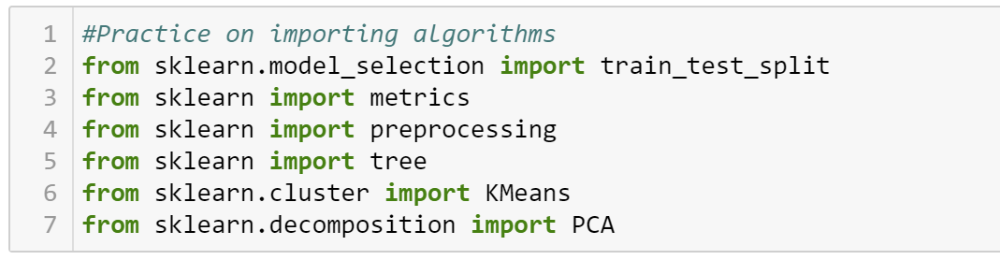 1 #Practice on importing algorithms
2 from sklearn.model_selection import train_test_split
3 from sklearn import metrics
4 from sklearn import preprocessing
5 from sklearn import tree
6 from sklearn.cluster import KMeans
7 from sklearn.decomposition import PCA